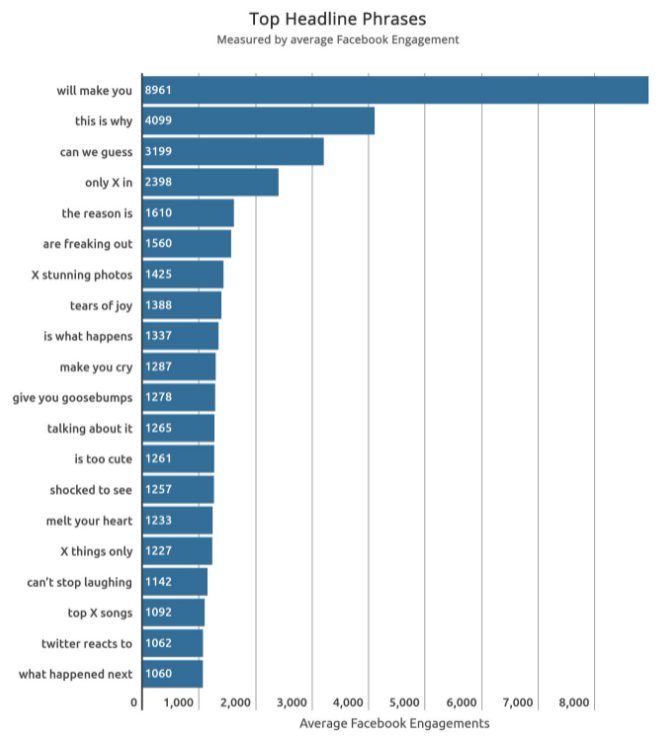 Top Headline Phrases
Measured by average Facebook Engagement
will make you 8961
this is why 4099
can we guess 3199
only X in 2398
the reason is 1610
are freaking out 1560
X stunning photos 1425
tears of joy 1388
is what happens 1337
make you cry 1287
give you goosebumps 1278
talking about it 1265
is too cute 1261
shocked to see 1257
melt your heart 1233
X things only 1227
can't stop laughing 1142
top X songs 1092
twitter reacts to 1062
what happened next 1060
0 1,000 2,000 3,000 4,000 5,000 6,000 7,000 8,000
Average Facebook Engagements